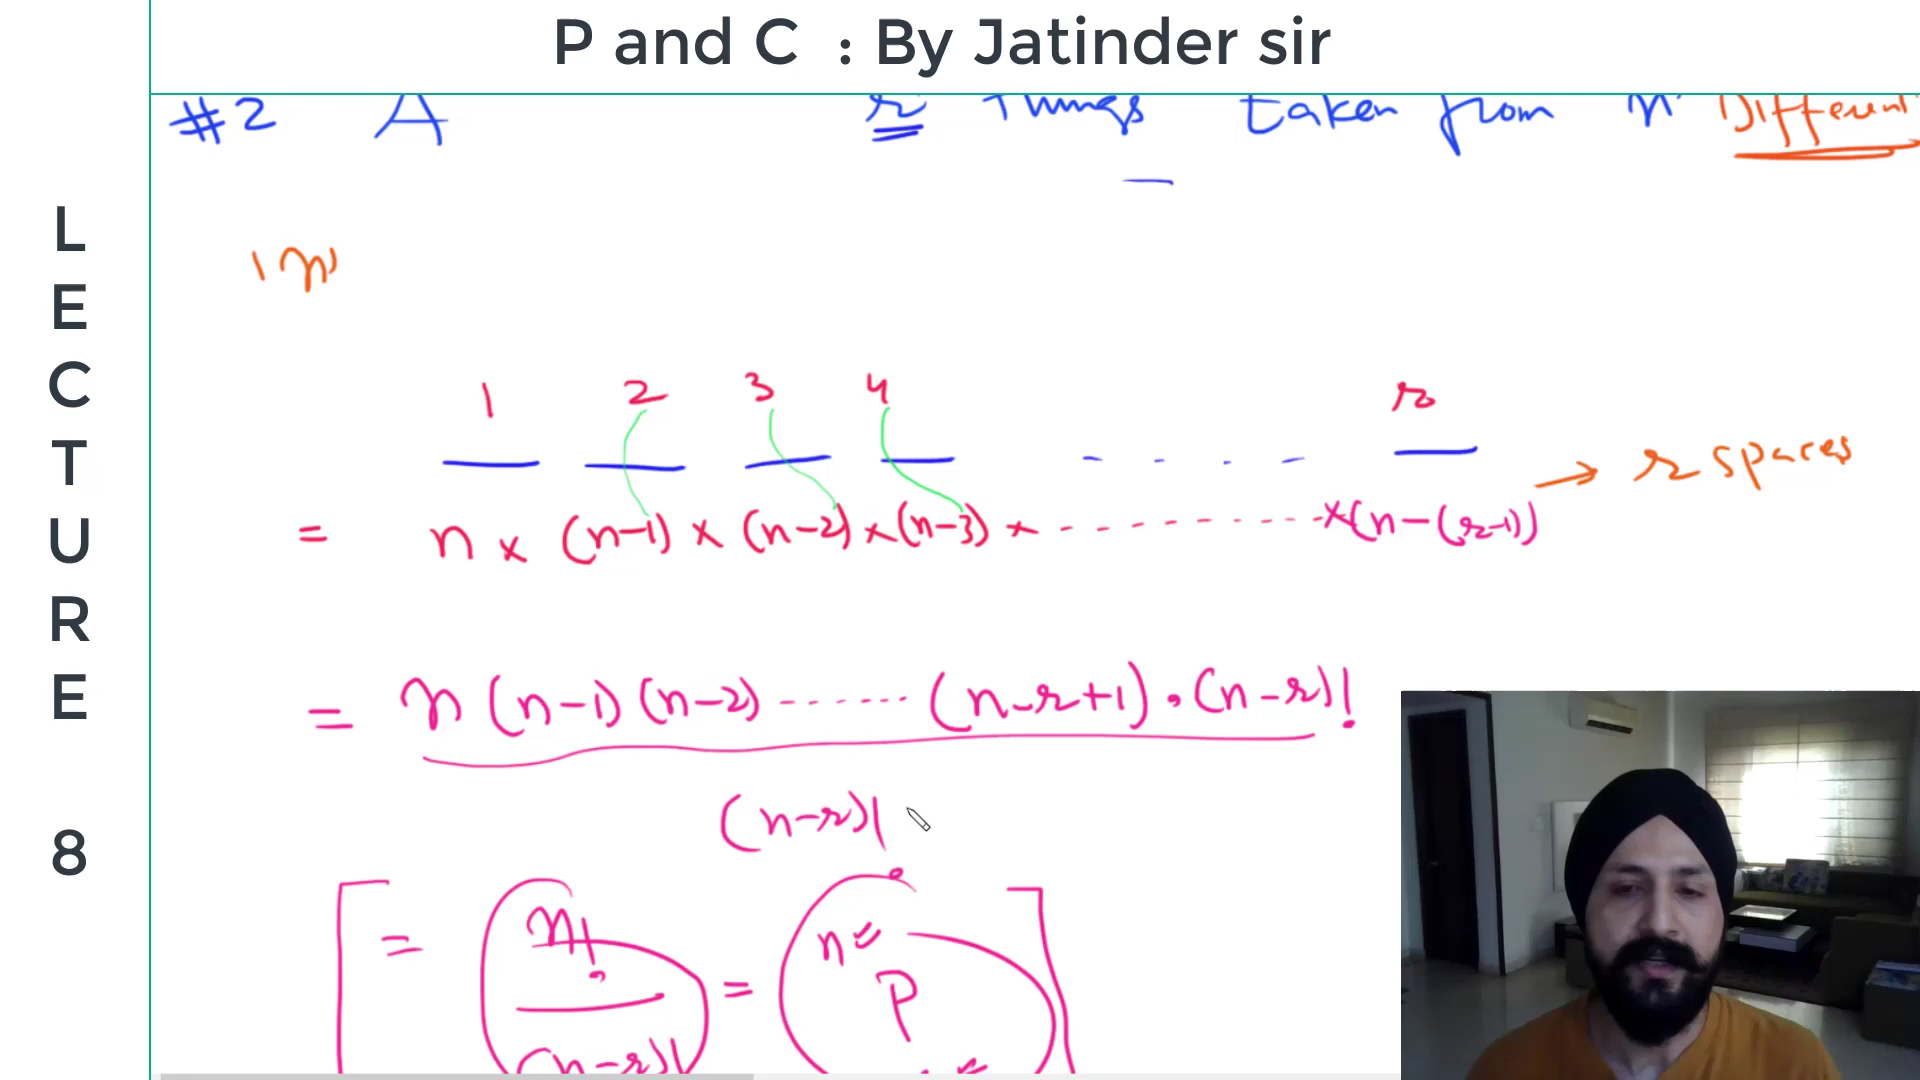 P and C : By Jatinder sir
LECTURE 8
#2 A r Things taken from 'n' Different
'n'
1 2 3 4 r
→ r spaces
= n × (n-1) × (n-2) × (n-3) × ------------ ×(n-(r-1))
= n (n-1) (n-2) ------ (n-r+1) . (n-r)!
(n-r)!
= n! = n P
(n-r)!